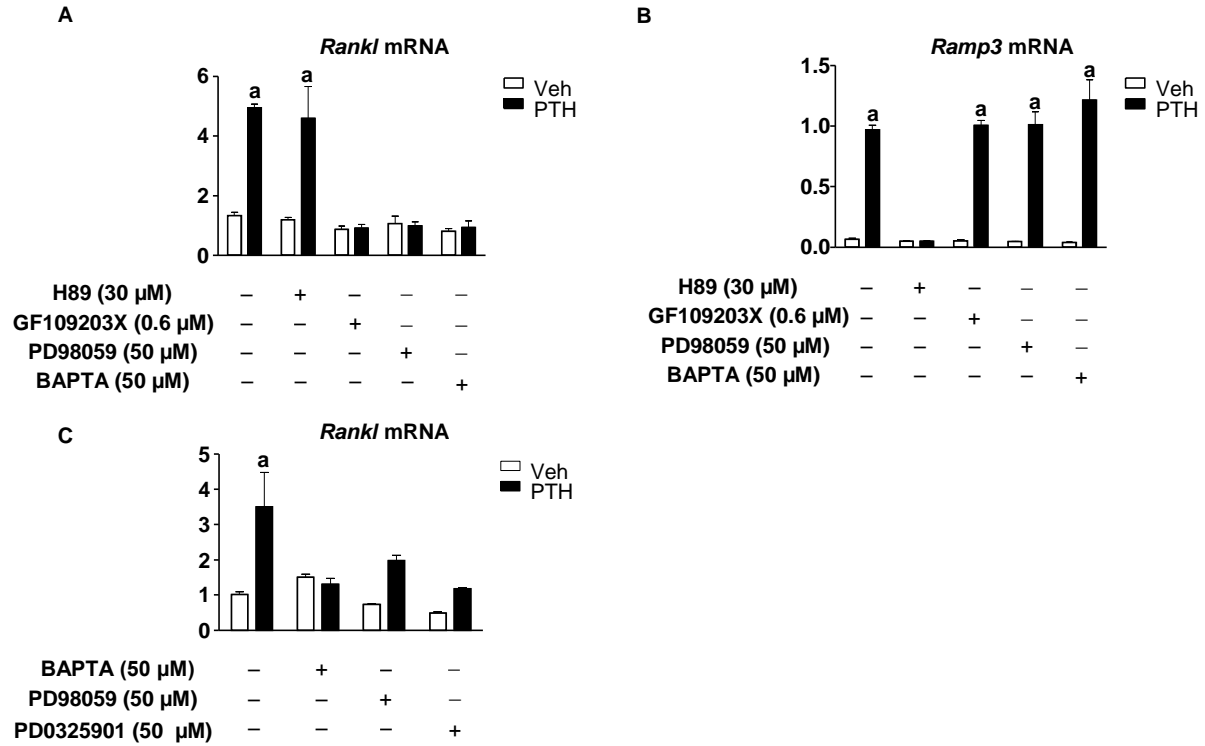 A
Rankl mRNA
6
4
2
0
a
a
Veh
PTH
H89 (30 µM) – + – – –
GF109203X (0.6 µM) – – + – –
PD98059 (50 µM) – – – + –
BAPTA (50 µM) – – – – +
B
Ramp3 mRNA
1.5
1.0
0.5
0.0
a
a
a
a
Veh
PTH
H89 (30 µM) – + – – –
GF109203X (0.6 µM) – – + – –
PD98059 (50 µM) – – – + –
BAPTA (50 µM) – – – – +
C
Rankl mRNA
5
4
3
2
1
0
a
Veh
PTH
BAPTA (50 µM) – + – –
PD98059 (50 µM) – – + –
PD0325901 (50 µM) – – – +